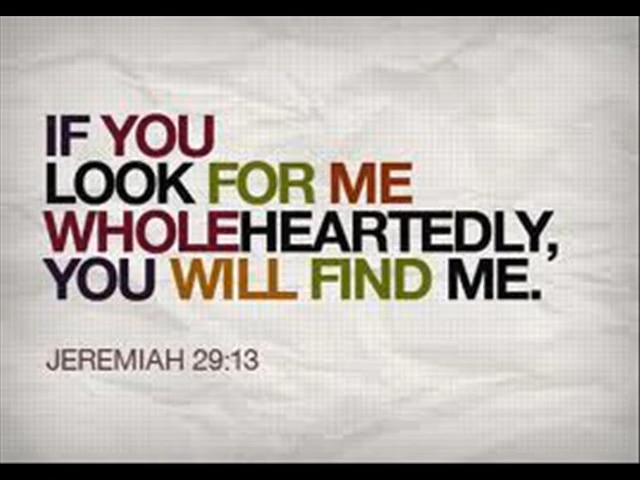 IF YOU
LOOK FOR ME
WHOLEHEARTEDLY,
YOU WILL FIND ME.
JEREMIAH 29:13